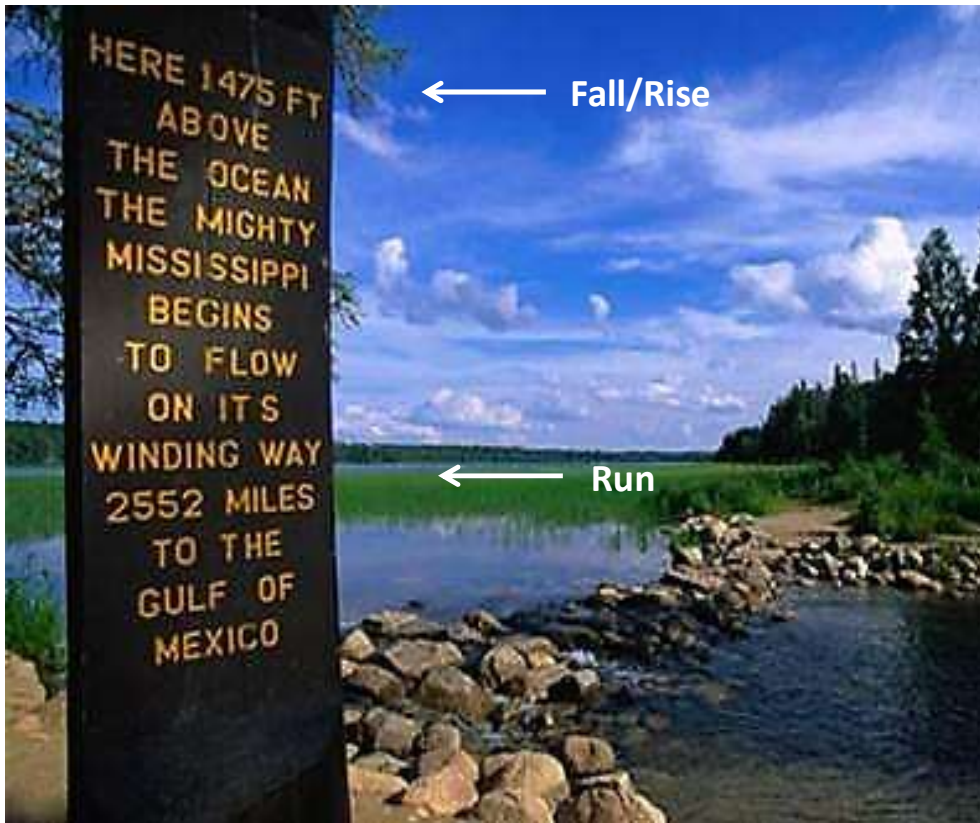 HERE 1475 FT
ABOVE
THE OCEAN
THE MIGHTY
MISSISSIPPI
BEGINS
TO FLOW
ON IT'S
WINDING WAY
2552 MILES
TO THE
GULF OF
MEXICO
Fall/Rise
Run